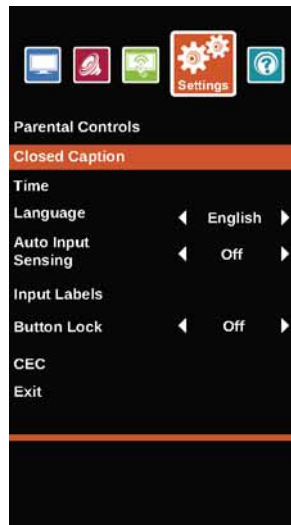 Settings
Parental Controls
Closed Caption
Time
Language English
Auto Input
Sensing Off
Input Labels
Button Lock Off
CEC
Exit